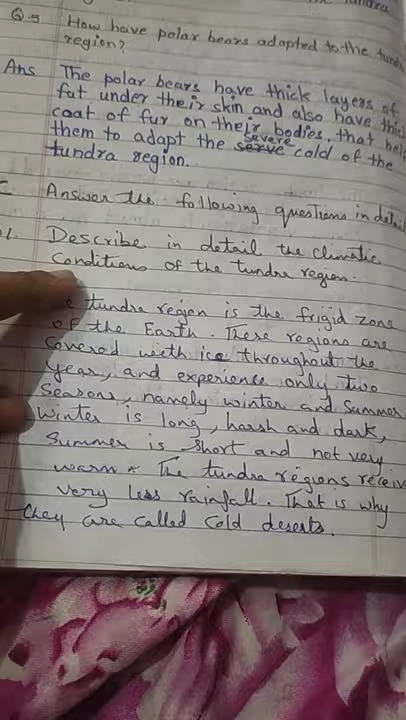 Tundra
Q.5 How have polar bears adapted to the tundra
region?
Ans The polar bears have thick layers of
fat under their skin and also have thick
coat of fur on their bodies, that help
them to adapt the serve severe cold of the
tundra region.
C Answer the following questions in detail
1. Describe in detail the climatic
Conditions of the tundra region.
e tundra region is the frigid zone
of the Earth. These regions are
covered with ice throughout the
year, and experience only two
seasons, namely winter and Summer
Winter is long, harsh and dark,
Summer is short and not very
warm. The tundra regions receive
very less rainfall. That is why
they are called cold deserts.